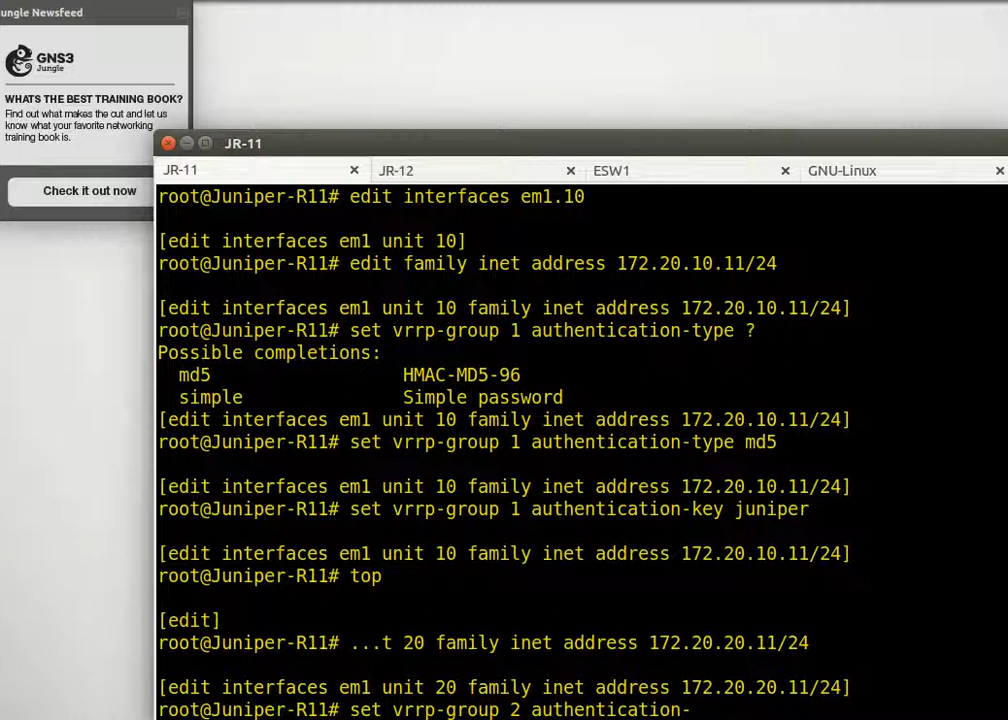 ungle Newsfeed
GNS3
Jungle
WHATS THE BEST TRAINING BOOK?
Find out what makes the cut and let us
know what your favorite networking
training book is.
Check it out now
JR-11
JR-11
JR-12
ESW1
GNU-Linux
root@Juniper-R11# edit interfaces em1.10
[edit interfaces em1 unit 10]
root@Juniper-R11# edit family inet address 172.20.10.11/24
[edit interfaces em1 unit 10 family inet address 172.20.10.11/24]
root@Juniper-R11# set vrrp-group 1 authentication-type ?
Possible completions:
md5 HMAC-MD5-96
simple Simple password
[edit interfaces em1 unit 10 family inet address 172.20.10.11/24]
root@Juniper-R11# set vrrp-group 1 authentication-type md5
[edit interfaces em1 unit 10 family inet address 172.20.10.11/24]
root@Juniper-R11# set vrrp-group 1 authentication-key juniper
[edit interfaces em1 unit 10 family inet address 172.20.10.11/24]
root@Juniper-R11# top
[edit]
root@Juniper-R11# ...t 20 family inet address 172.20.20.11/24
[edit interfaces em1 unit 20 family inet address 172.20.20.11/24]
root@Juniper-R11# set vrrp-group 2 authentication-